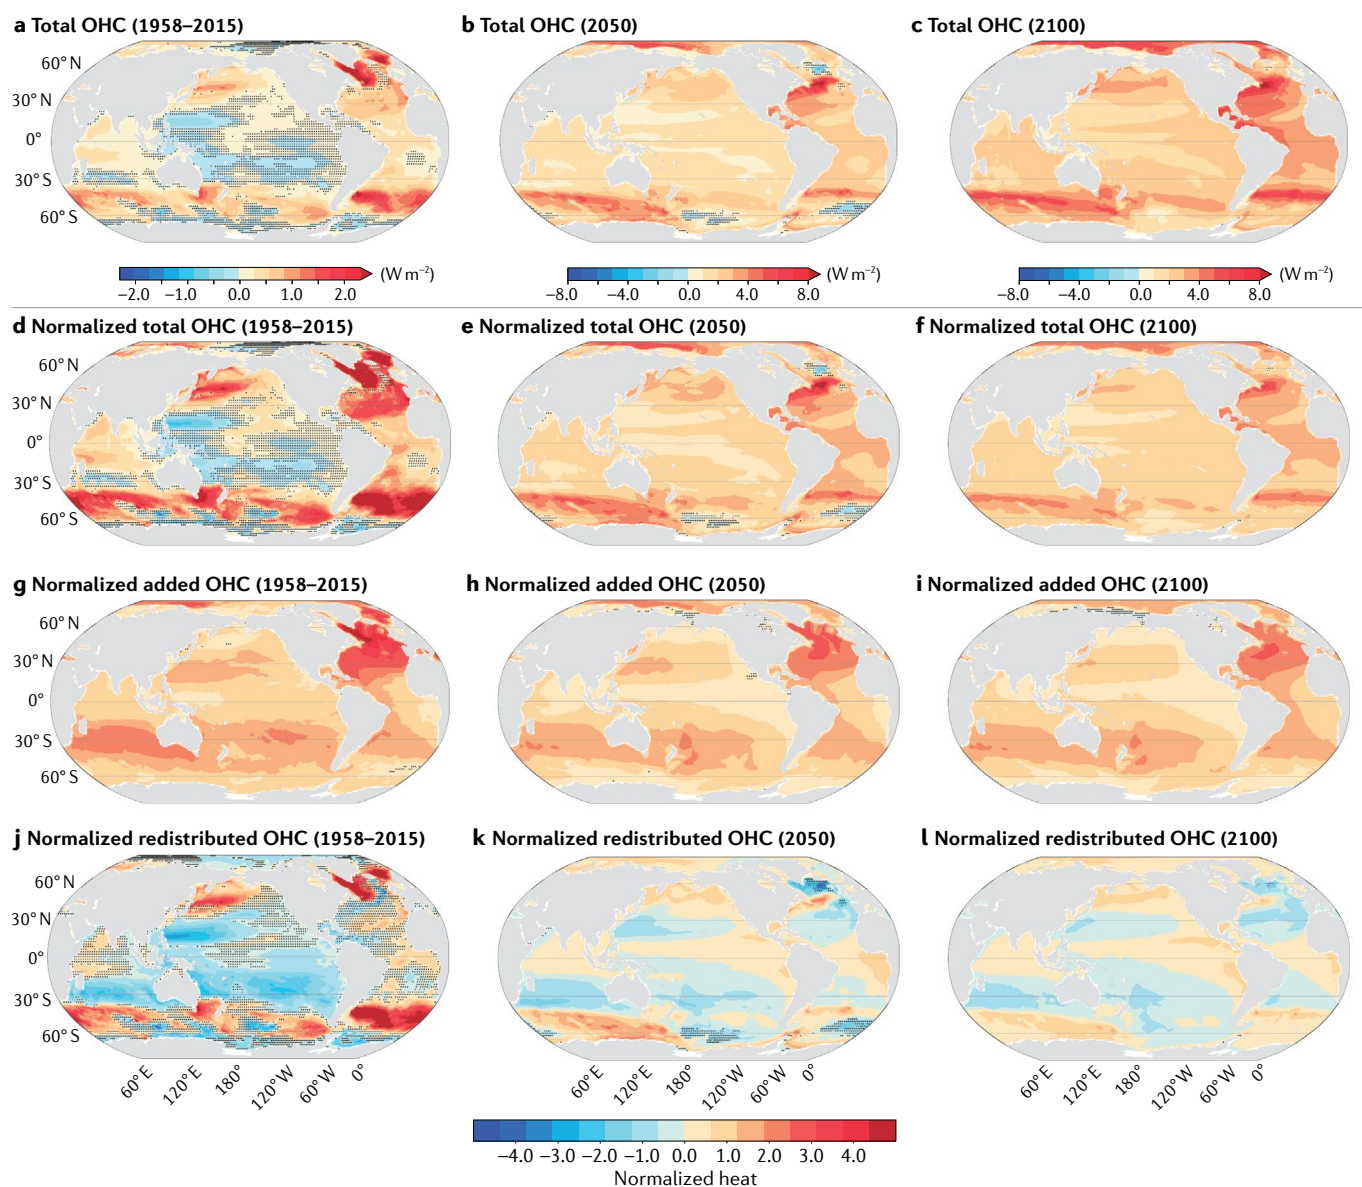 a Total OHC (1958–2015)
b Total OHC (2050)
c Total OHC (2100)
60° N
30° N
0°
30° S
60° S
(W m−2)
(W m−2)
(W m−2)
−2.0 −1.0 0.0 1.0 2.0
−8.0 −4.0 0.0 4.0 8.0
−8.0 −4.0 0.0 4.0 8.0
d Normalized total OHC (1958–2015)
e Normalized total OHC (2050)
f Normalized total OHC (2100)
60° N
30° N
0°
30° S
60° S
g Normalized added OHC (1958–2015)
h Normalized added OHC (2050)
i Normalized added OHC (2100)
60° N
30° N
0°
30° S
60° S
j Normalized redistributed OHC (1958–2015)
k Normalized redistributed OHC (2050)
l Normalized redistributed OHC (2100)
60° N
30° N
0°
30° S
60° S
60° E 120° E 180° 120° W 60° W 0°
60° E 120° E 180° 120° W 60° W 0°
60° E 120° E 180° 120° W 60° W 0°
−4.0 −3.0 −2.0 −1.0 0.0 1.0 2.0 3.0 4.0
Normalized heat